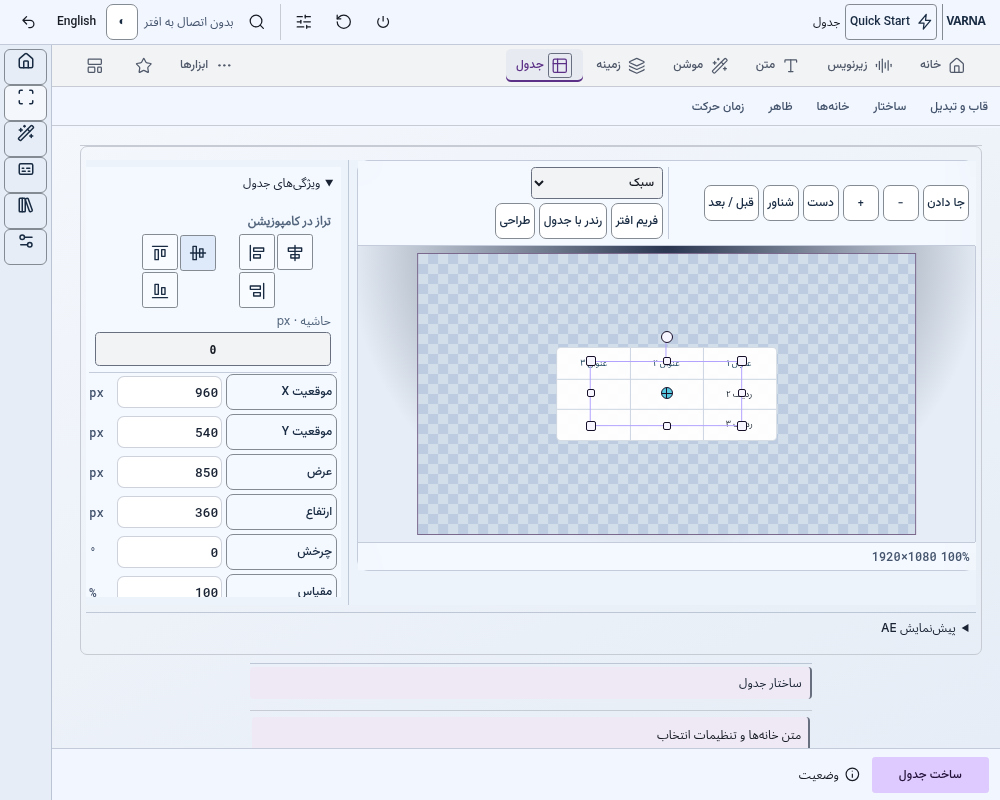 VARNA
Quick Start
جدول
بدون اتصال به افتر
English
خانه
زیرنویس
متن
موشن
زمینه
جدول
ابزارها
قاب و تبدیل
ساختار
خانه‌ها
ظاهر
زمان حرکت
جا دادن
-
+
دست
شناور
قبل / بعد
سبک
فریم افتر
رندر با جدول
طراحی
ردیف ۲
1920×1080 100%
ویژگی‌های جدول
تراز در کامپوزیشن
حاشیه · px
0
موقعیت X 960 px
موقعیت Y 540 px
عرض 850 px
ارتفاع 360 px
چرخش 0 °
مقیاس 100 %
پیش‌نمایش AE
ساختار جدول
متن خانه‌ها و تنظیمات انتخاب
ساخت جدول
وضعیت